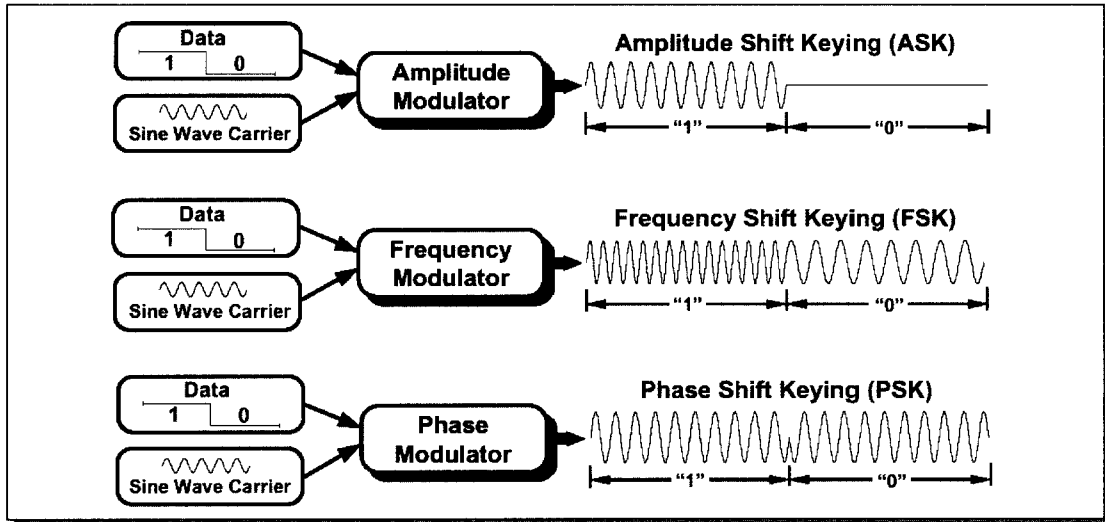 Data
1 0
Sine Wave Carrier
Amplitude
Modulator
Amplitude Shift Keying (ASK)
“1”
“0”
Data
1 0
Sine Wave Carrier
Frequency
Modulator
Frequency Shift Keying (FSK)
“1”
“0”
Data
1 0
Sine Wave Carrier
Phase
Modulator
Phase Shift Keying (PSK)
“1”
“0”